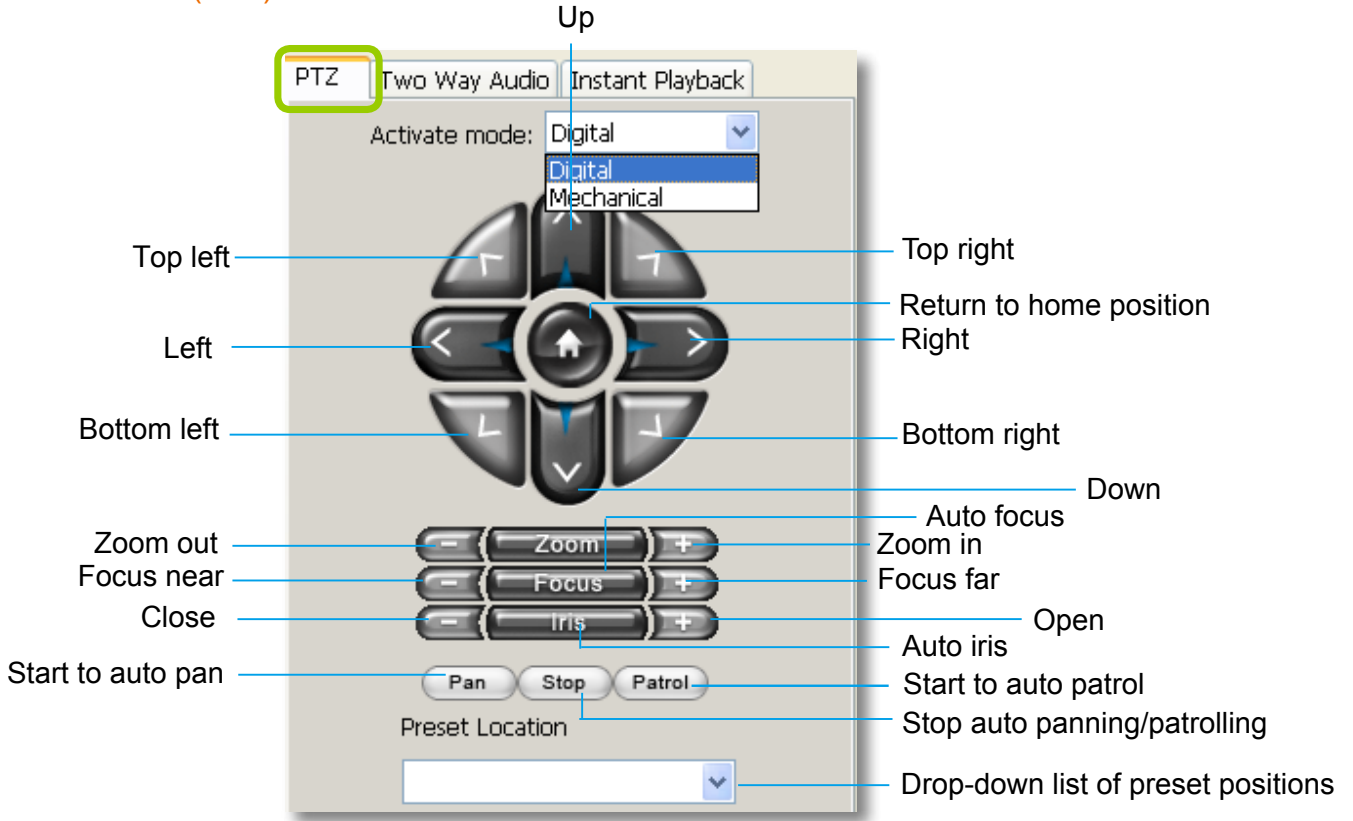 Up
PTZ Two Way Audio Instant Playback
Activate mode: Digital
Digital
Mechanical
Top left
Top right
Return to home position
Left
Right
Bottom left
Bottom right
Down
Auto focus
Zoom out
- Zoom +
Zoom in
Focus near
- Focus +
Focus far
Close
- Iris +
Open
Auto iris
Start to auto pan
Pan Stop Patrol
Start to auto patrol
Stop auto panning/patrolling
Preset Location
Drop-down list of preset positions